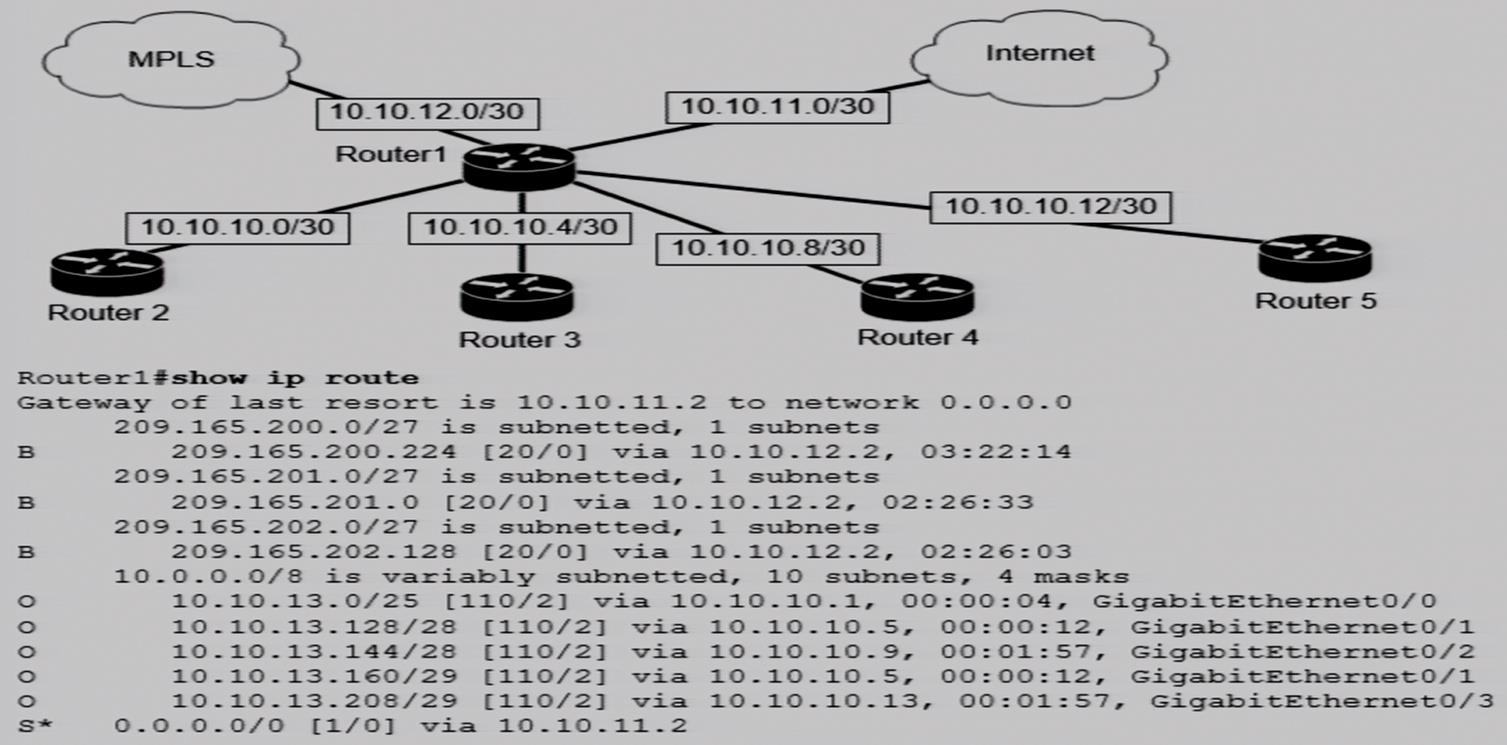 MPLS
Internet
10.10.12.0/30
10.10.11.0/30
Router1
10.10.10.0/30
10.10.10.4/30
10.10.10.8/30
10.10.10.12/30
Router 2
Router 3
Router 4
Router 5
Router1#show ip route
Gateway of last resort is 10.10.11.2 to network 0.0.0.0
209.165.200.0/27 is subnetted, 1 subnets
B 209.165.200.224 [20/0] via 10.10.12.2, 03:22:14
209.165.201.0/27 is subnetted, 1 subnets
B 209.165.201.0 [20/0] via 10.10.12.2, 02:26:33
209.165.202.0/27 is subnetted, 1 subnets
B 209.165.202.128 [20/0] via 10.10.12.2, 02:26:03
10.0.0.0/8 is variably subnetted, 10 subnets, 4 masks
O 10.10.13.0/25 [110/2] via 10.10.10.1, 00:00:04, GigabitEthernet0/0
O 10.10.13.128/28 [110/2] via 10.10.10.5, 00:00:12, GigabitEthernet0/1
O 10.10.13.144/28 [110/2] via 10.10.10.9, 00:01:57, GigabitEthernet0/2
O 10.10.13.160/29 [110/2] via 10.10.10.5, 00:00:12, GigabitEthernet0/1
O 10.10.13.208/29 [110/2] via 10.10.10.13, 00:01:57, GigabitEthernet0/3
S* 0.0.0.0/0 [1/0] via 10.10.11.2